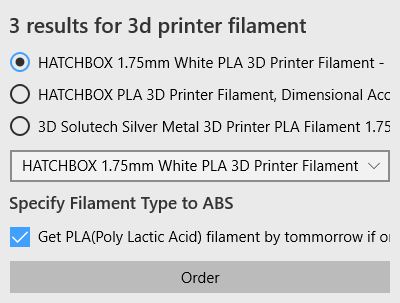 3 results for 3d printer filament
HATCHBOX 1.75mm White PLA 3D Printer Filament -
HATCHBOX PLA 3D Printer Filament, Dimensional Acc
3D Solutech Silver Metal 3D Printer PLA Filament 1.75
HATCHBOX 1.75mm White PLA 3D Printer Filament
Specify Filament Type to ABS
Get PLA(Poly Lactic Acid) filament by tommorrow if or
Order